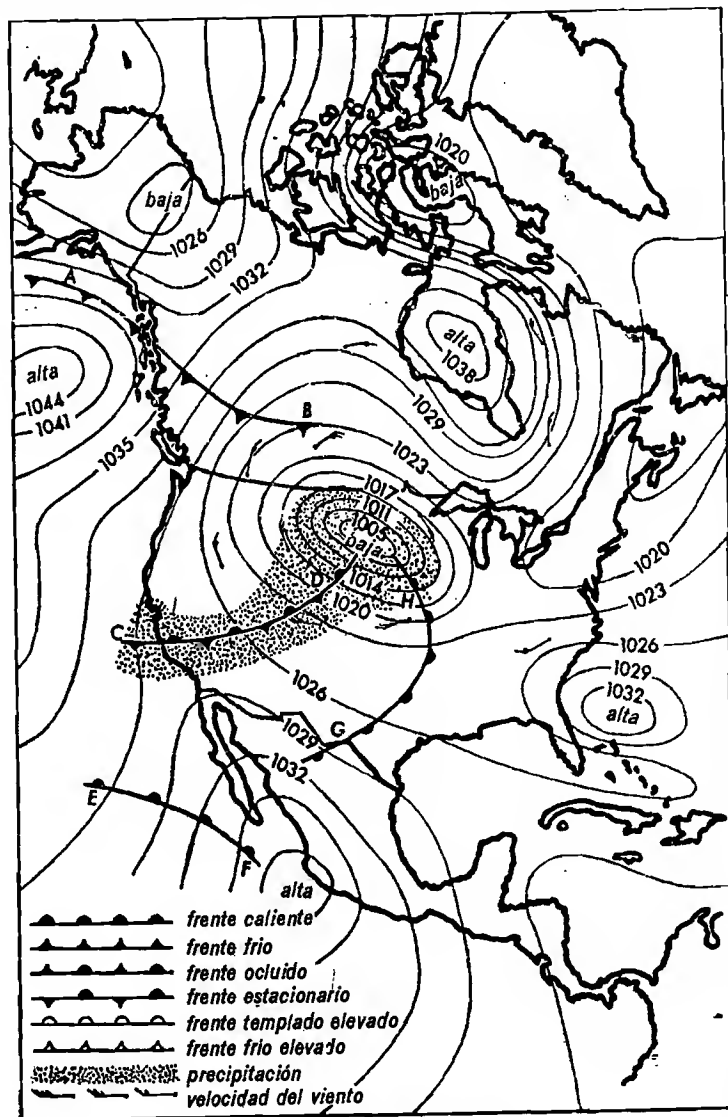 1020
baja
baja
1026
1029
1032
A
alta
1038
alta
1044
1041
1029
B
1035
1023
1017
1011
1005
baja
D
1014
1020
H
1020
1023
C
1026
1026
1029
1032
alta
1029
G
1032
E
F
alta
frente caliente
frente frio
frente ocluido
frente estacionario
frente templado elevado
frente frio elevado
precipitación
velocidad del viento